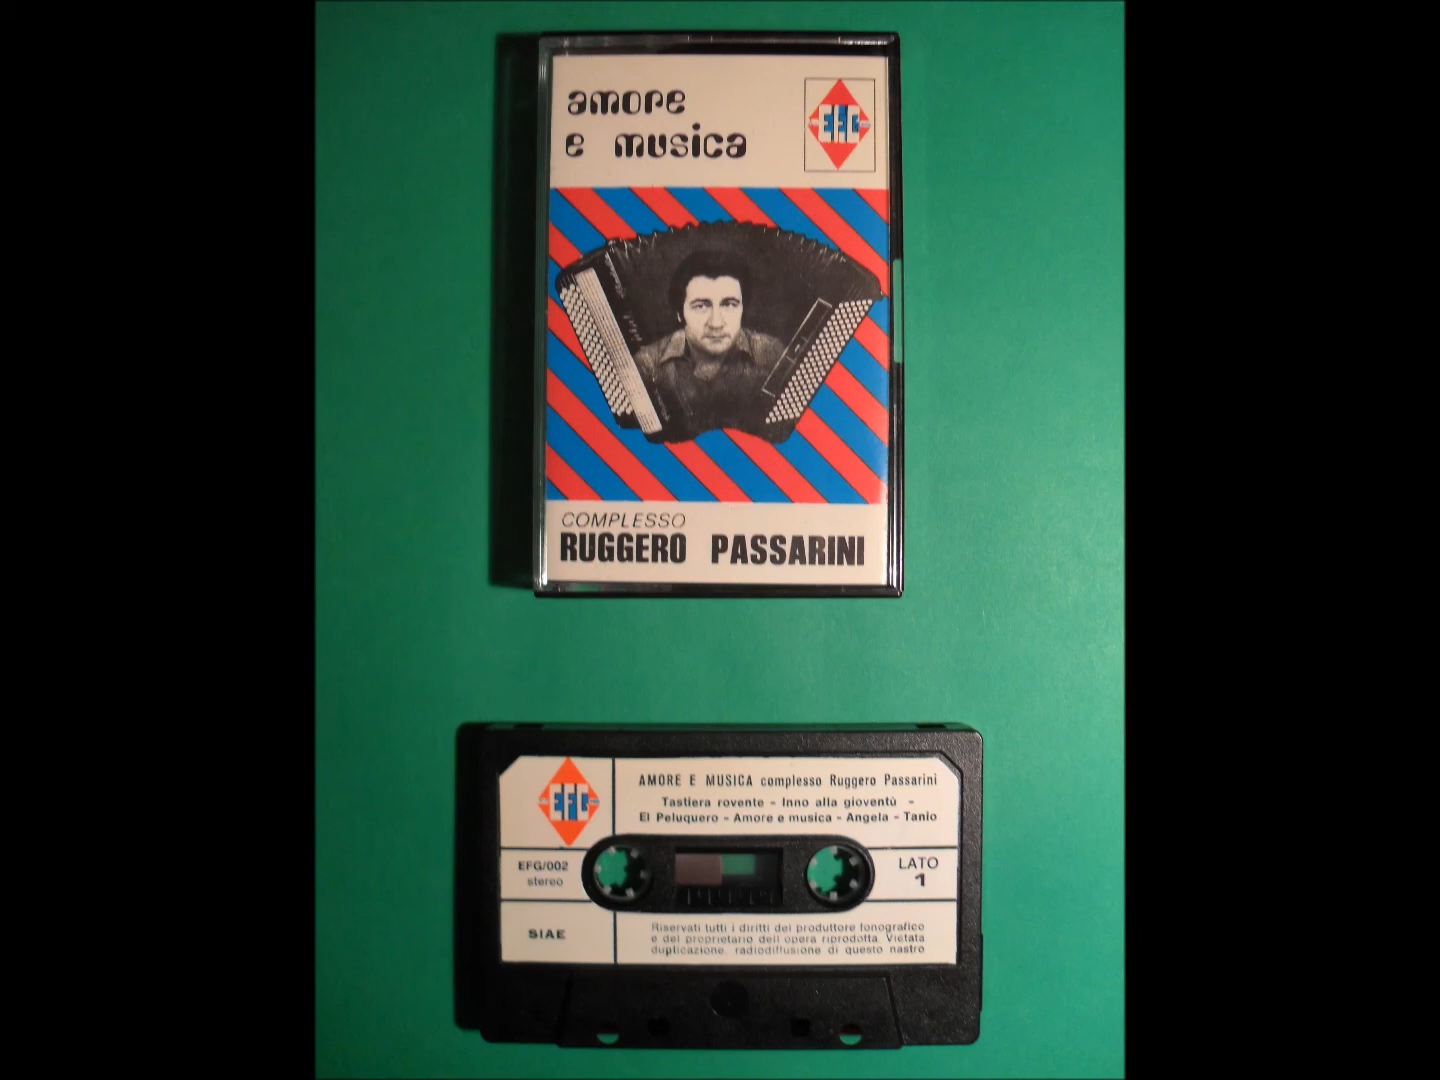 amore
e musica
EFG
COMPLESSO
RUGGERO PASSARINI
EFG
AMORE E MUSICA complesso Ruggero Passarini
Tastiera rovente - Inno alla gioventù -
El Peluquero - Amore e musica - Angela - Tanio
EFG/002
stereo
LATO
1
SIAE
Riservati tutti i diritti del produttore fonografico
e del proprietario dell opera riprodotta. Vietata
duplicazione, radiodiffusione di questo nastro